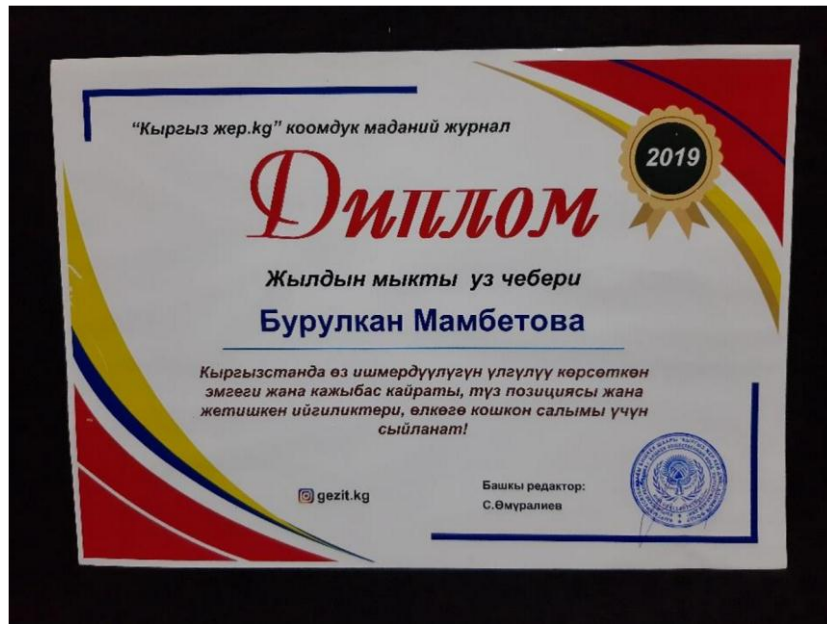 “Кыргыз жер.kg” коомдук маданий журнал
2019
Диплом
Жылдын мыкты уз чебери
Бурулкан Мамбетова
Кыргызстанда өз ишмердүүлүгүн үлгүлүү көрсөткөн
эмгеги жана кажыбас кайраты, түз позициясы жана
жетишкен ийгиликтери, өлкөгө кошкон салымы үчүн
сыйланат!
gezit.kg
Башкы редактор:
С.Өмүралиев